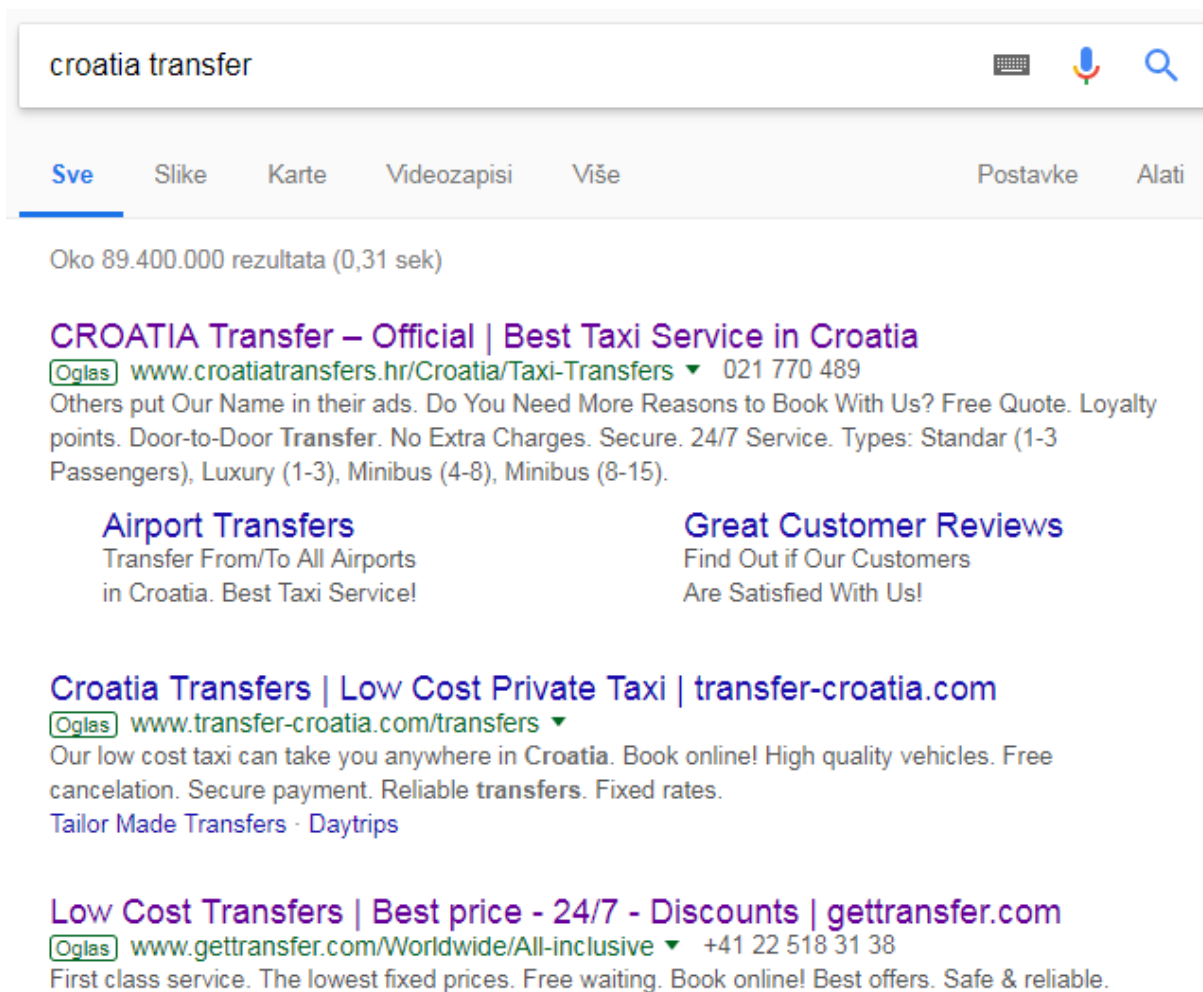 croatia transfer
Sve Slike Karte Videozapisi Više Postavke Alati
Oko 89.400.000 rezultata (0,31 sek)
CROATIA Transfer – Official | Best Taxi Service in Croatia
Oglas www.croatiatransfers.hr/Croatia/Taxi-Transfers ▼ 021 770 489
Others put Our Name in their ads. Do You Need More Reasons to Book With Us? Free Quote. Loyalty
points. Door-to-Door Transfer. No Extra Charges. Secure. 24/7 Service. Types: Standar (1-3
Passengers), Luxury (1-3), Minibus (4-8), Minibus (8-15).
Airport Transfers
Transfer From/To All Airports
in Croatia. Best Taxi Service!
Great Customer Reviews
Find Out if Our Customers
Are Satisfied With Us!
Croatia Transfers | Low Cost Private Taxi | transfer-croatia.com
Oglas www.transfer-croatia.com/transfers ▼
Our low cost taxi can take you anywhere in Croatia. Book online! High quality vehicles. Free
cancelation. Secure payment. Reliable transfers. Fixed rates.
Tailor Made Transfers · Daytrips
Low Cost Transfers | Best price - 24/7 - Discounts | gettransfer.com
Oglas www.gettransfer.com/Worldwide/All-inclusive ▼ +41 22 518 31 38
First class service. The lowest fixed prices. Free waiting. Book online! Best offers. Safe & reliable.